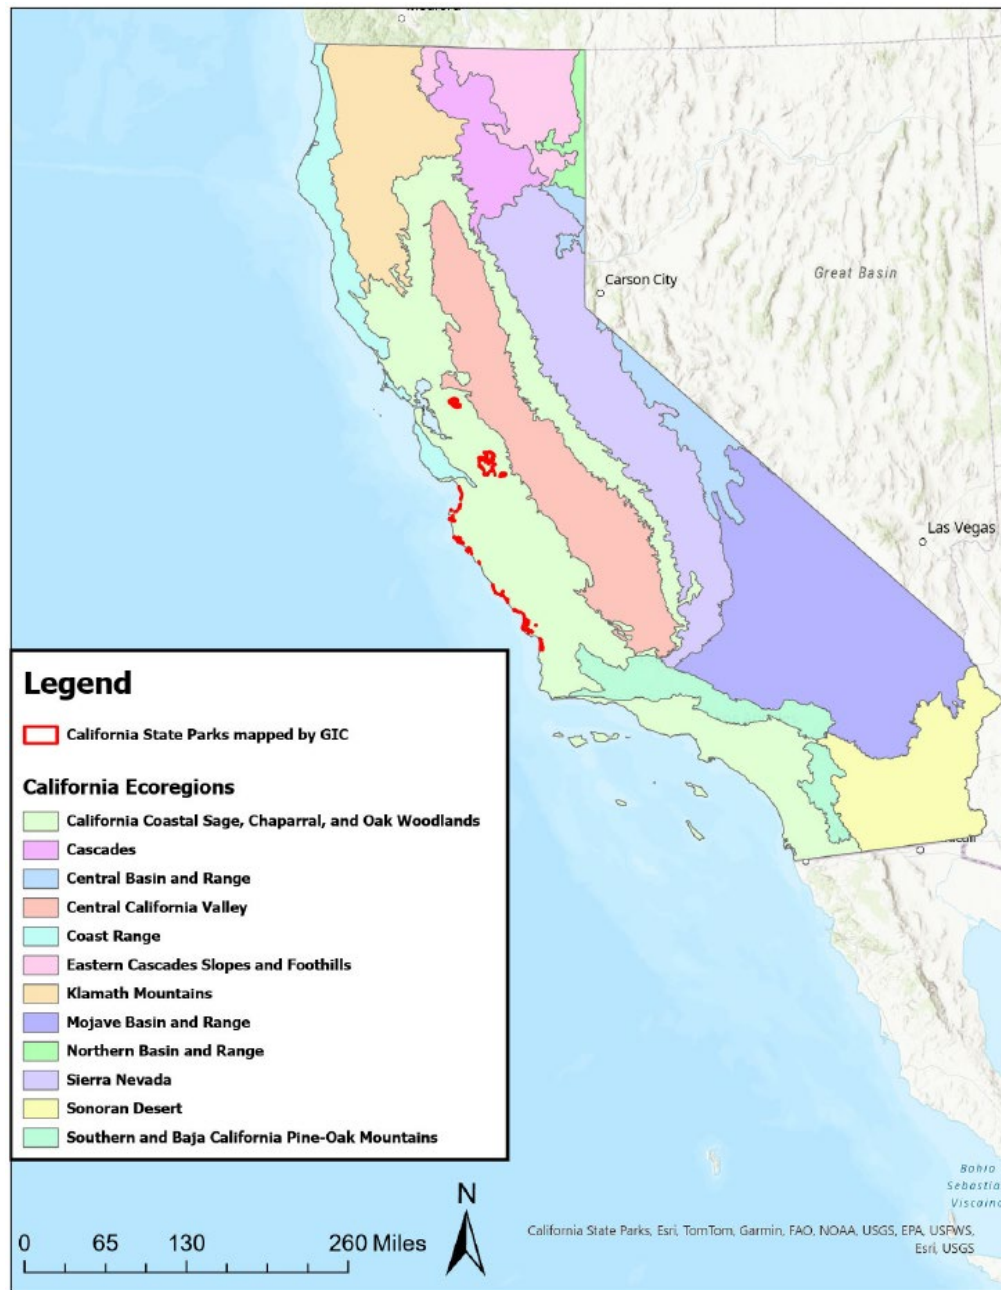 Carson City
Great Basin
Las Vegas
Legend
California State Parks mapped by GIC
California Ecoregions
California Coastal Sage, Chaparral, and Oak Woodlands
Cascades
Central Basin and Range
Central California Valley
Coast Range
Eastern Cascades Slopes and Foothills
Klamath Mountains
Mojave Basin and Range
Northern Basin and Range
Sierra Nevada
Sonoran Desert
Southern and Baja California Pine-Oak Mountains
Bahía
Sebastia
Viscaino
N
0 65 130 260 Miles
California State Parks, Esri, TomTom, Garmin, FAO, NOAA, USGS, EPA, USFWS,
Esri, USGS